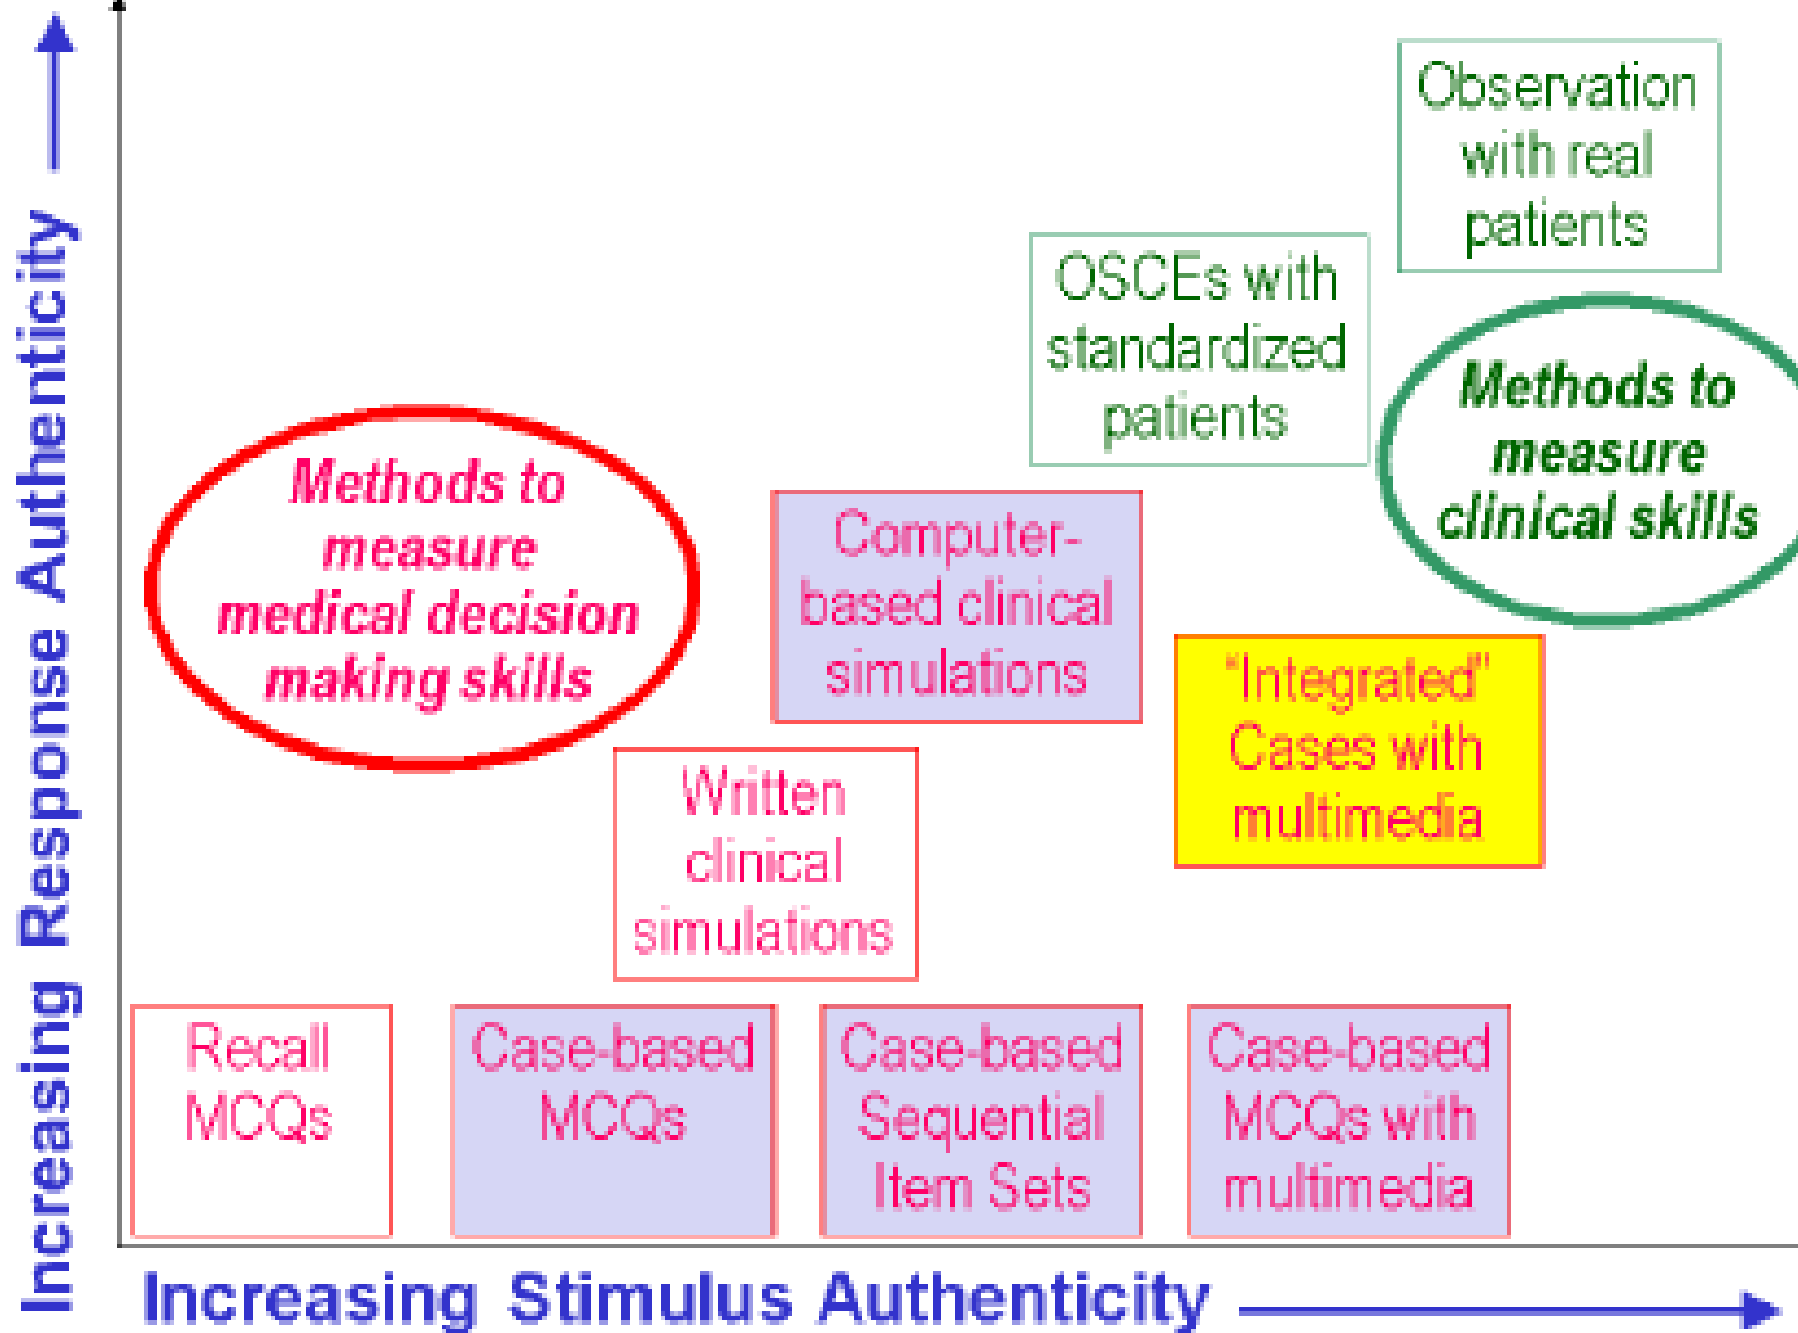 Increasing Response Authenticity
Observation
with real
patients
OSCEs with
standardized
patients
Methods to
measure
clinical skills
Methods to
measure
medical decision
making skills
Computer-
based clinical
simulations
"Integrated"
Cases with
multimedia
Written
clinical
simulations
Recall
MCQs
Case-based
MCQs
Case-based
Sequential
Item Sets
Case-based
MCQs with
multimedia
Increasing Stimulus Authenticity